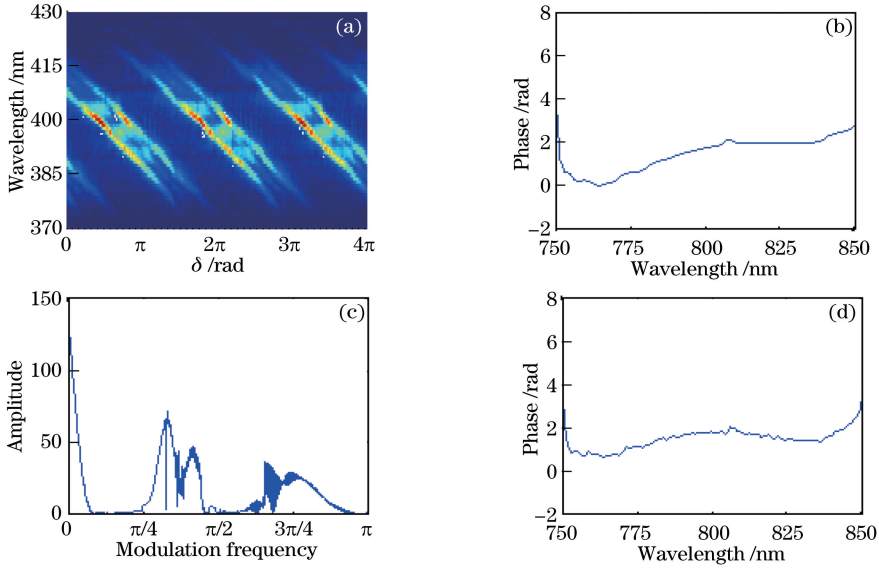 430
415
400
385
370
Wavelength /nm
(a)
0
π
2π
3π
4π
δ /rad
8
6
4
2
0
−2
Phase /rad
(b)
750
775
800
825
850
Wavelength /nm
150
100
50
0
Amplitude
(c)
0
π/4
π/2
3π/4
π
Modulation frequency
8
6
4
2
0
−2
Phase /rad
(d)
750
775
800
825
850
Wavelength /nm